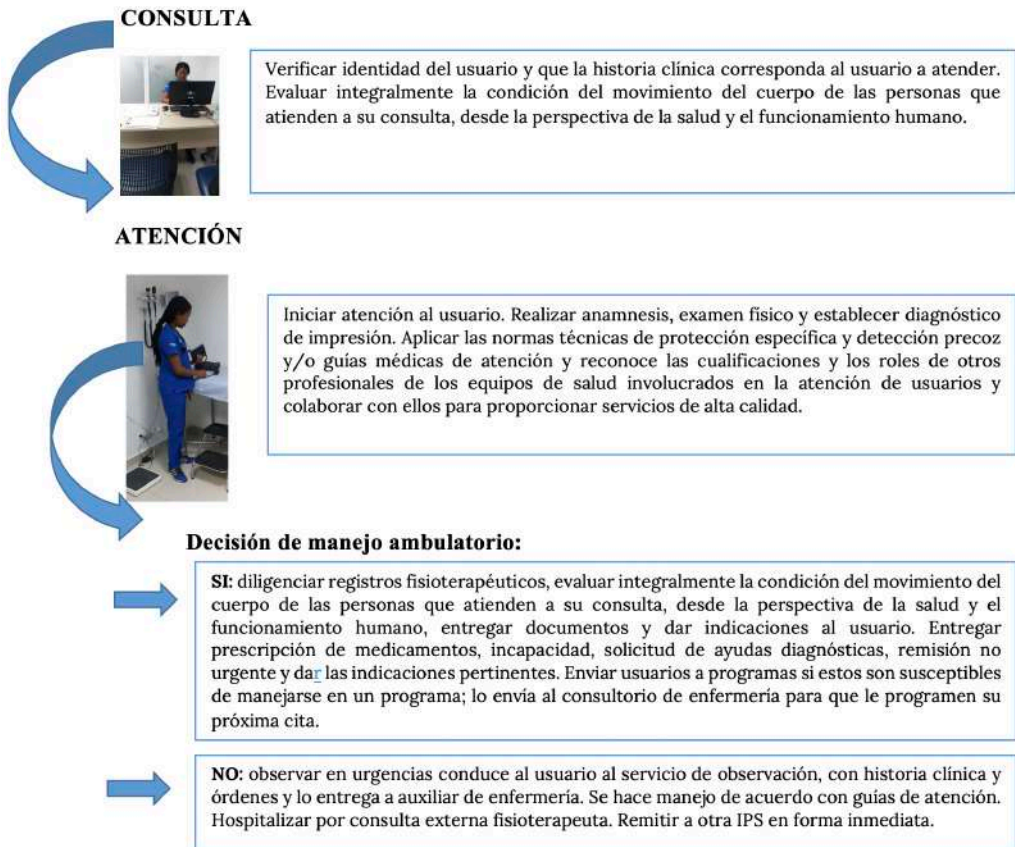 CONSULTA
Verificar identidad del usuario y que la historia clínica corresponda al usuario a atender.
Evaluar integralmente la condición del movimiento del cuerpo de las personas que
atienden a su consulta, desde la perspectiva de la salud y el funcionamiento humano.
ATENCIÓN
Iniciar atención al usuario. Realizar anamnesis, examen físico y establecer diagnóstico
de impresión. Aplicar las normas técnicas de protección específica y detección precoz
y/o guías médicas de atención y reconoce las cualificaciones y los roles de otros
profesionales de los equipos de salud involucrados en la atención de usuarios y
colaborar con ellos para proporcionar servicios de alta calidad.
Decisión de manejo ambulatorio:
SI: diligenciar registros fisioterapéuticos, evaluar integralmente la condición del movimiento del
cuerpo de las personas que atienden a su consulta, desde la perspectiva de la salud y el
funcionamiento humano, entregar documentos y dar indicaciones al usuario. Entregar
prescripción de medicamentos, incapacidad, solicitud de ayudas diagnósticas, remisión no
urgente y dar las indicaciones pertinentes. Enviar usuarios a programas si estos son susceptibles
de manejarse en un programa; lo envía al consultorio de enfermería para que le programen su
próxima cita.
NO: observar en urgencias conduce al usuario al servicio de observación, con historia clínica y
órdenes y lo entrega a auxiliar de enfermería. Se hace manejo de acuerdo con guías de atención.
Hospitalizar por consulta externa fisioterapeuta. Remitir a otra IPS en forma inmediata.